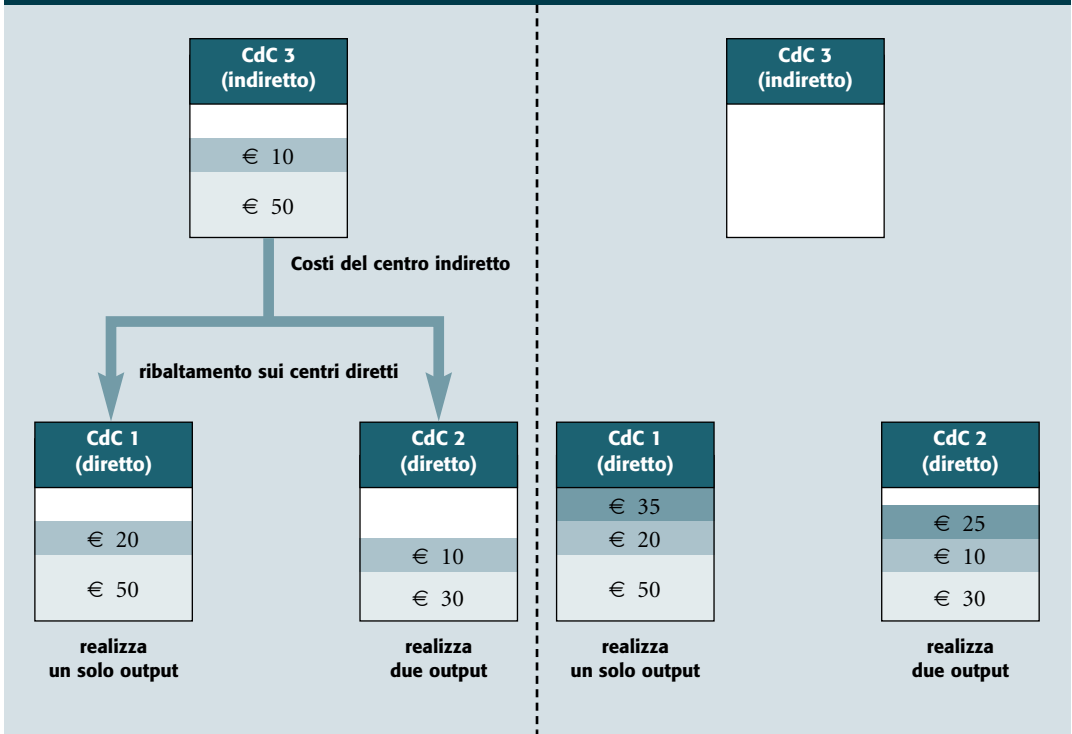 CdC 3
(indiretto)
€ 10
€ 50
Costi del centro indiretto
ribaltamento sui centri diretti
CdC 1
(diretto)
€ 20
€ 50
realizza
un solo output
CdC 2
(diretto)
€ 10
€ 30
realizza
due output
CdC 3
(indiretto)
CdC 1
(diretto)
€ 35
€ 20
€ 50
realizza
un solo output
CdC 2
(diretto)
€ 25
€ 10
€ 30
realizza
due output